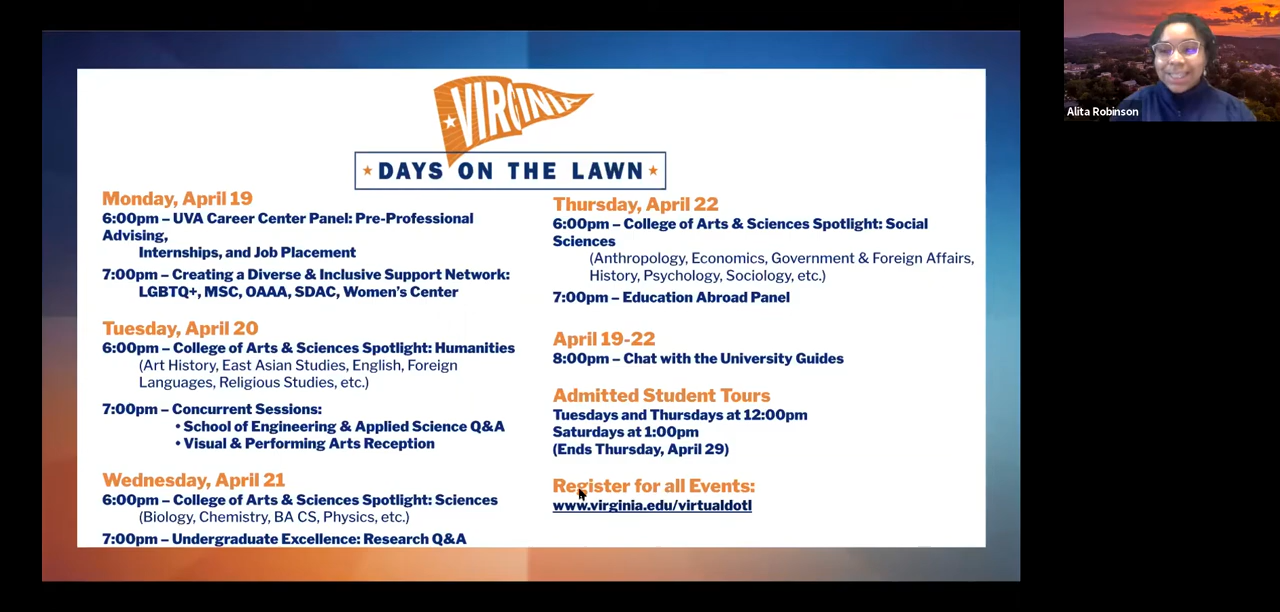 VIRGINIA
DAYS ON THE LAWN
Monday, April 19
6:00pm – UVA Career Center Panel: Pre-Professional
Advising,
Internships, and Job Placement
7:00pm – Creating a Diverse & Inclusive Support Network:
LGBTQ+, MSC, OAAA, SDAC, Women's Center
Tuesday, April 20
6:00pm – College of Arts & Sciences Spotlight: Humanities
(Art History, East Asian Studies, English, Foreign
Languages, Religious Studies, etc.)
7:00pm – Concurrent Sessions:
• School of Engineering & Applied Science Q&A
• Visual & Performing Arts Reception
Wednesday, April 21
6:00pm – College of Arts & Sciences Spotlight: Sciences
(Biology, Chemistry, BA CS, Physics, etc.)
7:00pm – Undergraduate Excellence: Research Q&A
Thursday, April 22
6:00pm – College of Arts & Sciences Spotlight: Social
Sciences
(Anthropology, Economics, Government & Foreign Affairs,
History, Psychology, Sociology, etc.)
7:00pm – Education Abroad Panel
April 19-22
8:00pm – Chat with the University Guides
Admitted Student Tours
Tuesdays and Thursdays at 12:00pm
Saturdays at 1:00pm
(Ends Thursday, April 29)
Register for all Events:
www.virginia.edu/virtualdotl
Alita Robinson